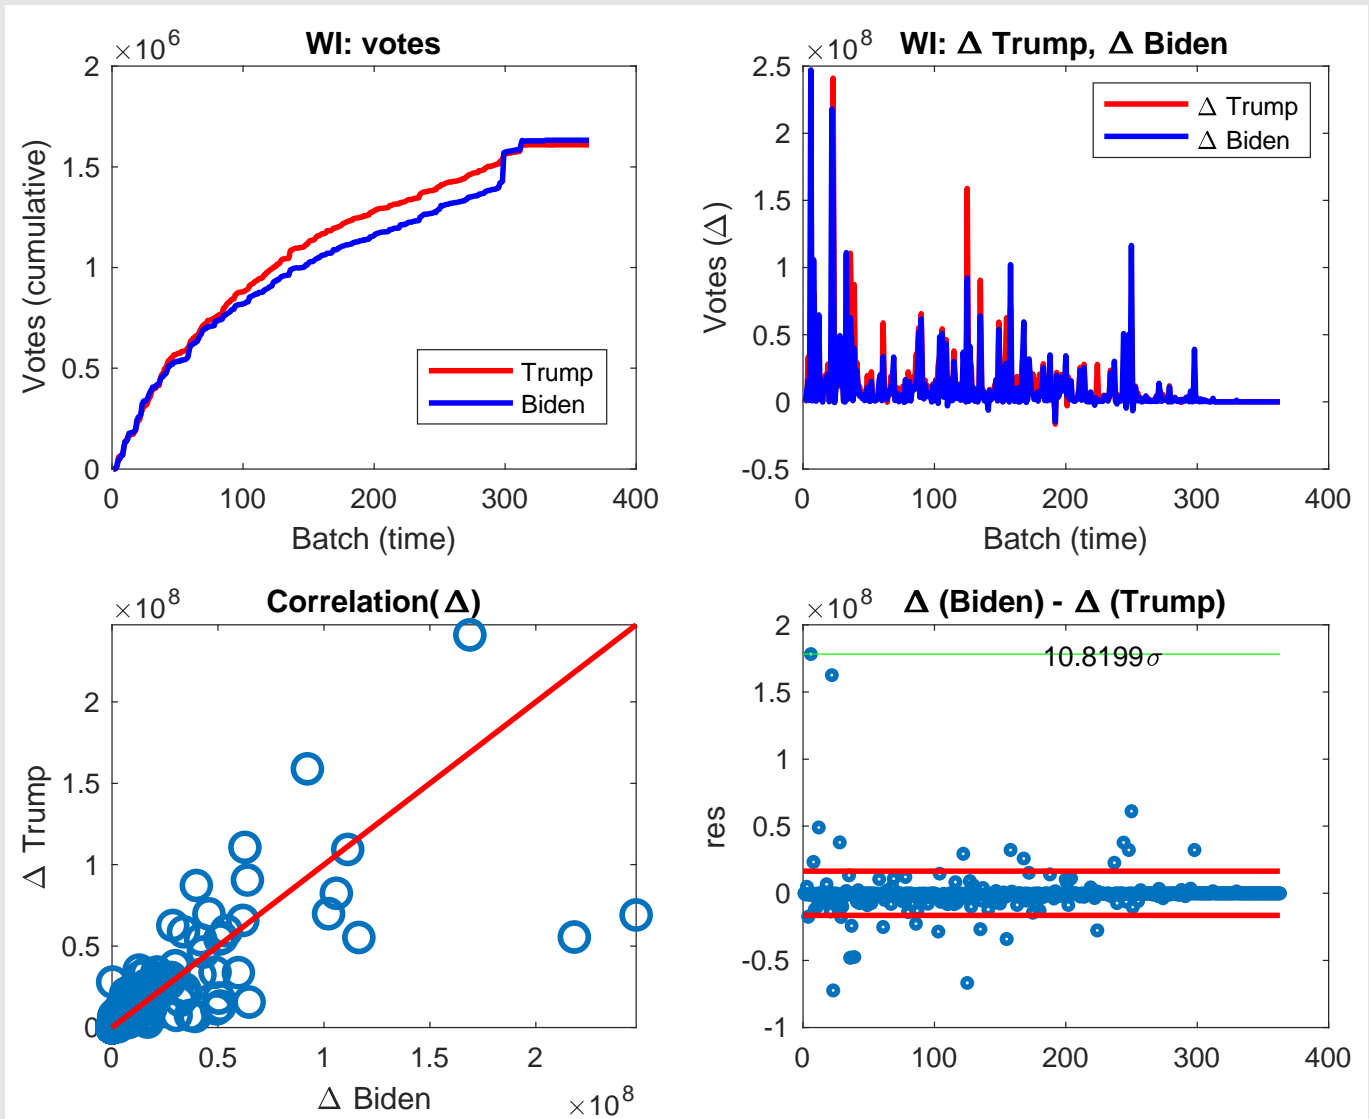 WI: votes
×10^6
2
1.5
1
0.5
0
0 100 200 300 400
Votes (cumulative)
Batch (time)
Trump
Biden
WI: Δ Trump, Δ Biden
×10^8
2.5
2
1.5
1
0.5
0
-0.5
0 100 200 300 400
Votes (Δ)
Batch (time)
Δ Trump
Δ Biden
Correlation(Δ)
×10^8
2
1.5
1
0.5
0
0 0.5 1 1.5 2
×10^8
Δ Trump
Δ Biden
Δ (Biden) - Δ (Trump)
×10^8
2
1.5
1
0.5
0
-0.5
-1
0 100 200 300 400
res
10.8199σ